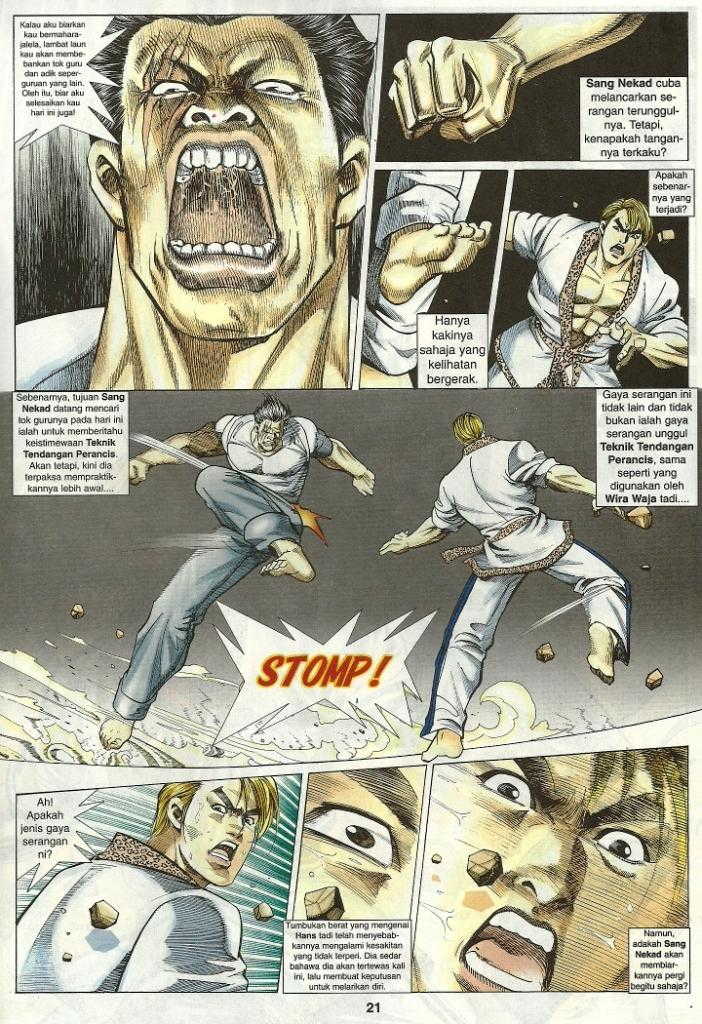 Kalau aku biarkan
kau bermahara-
jalela, lambat laun
kau akan membe-
bankan tok guru
dan adik seper-
guruan yang lain.
Oleh itu, biar aku
selesaikan kau
hari ini juga!
Sang Nekad cuba
melancarkan se-
rangan terunggul-
nya. Tetapi,
kenapakah tangan-
nya terkaku?
Hanya
kakinya
sahaja yang
kelihatan
bergerak.
Apakah
sebenar-
nya yang
terjadi?
Sebenarnya, tujuan Sang
Nekad datang mencari
tok gurunya pada hari ini
ialah untuk memberitahu
keistimewaan Teknik
Tendangan Perancis.
Akan tetapi, kini dia
terpaksa mempraktik-
kannya lebih awal....
Gaya serangan ini
tidak lain dan tidak
bukan ialah gaya
serangan unggul
Teknik Tendangan
Perancis, sama
seperti yang
digunakan oleh
Wira Waja tadi....
STOMP!
Ah!
Apakah
jenis gaya
serangan
ni?
Tumbukan berat yang mengenai
Hans tadi telah menyebab-
kannya mengalami kesakitan
yang tidak terperi. Dia sedar
bahawa dia akan tertewas kali
ini, lalu membuat keputusan
untuk melarikan diri.
Namun,
adakah Sang
Nekad akan
membiar-
kannya pergi
begitu sahaja?
21